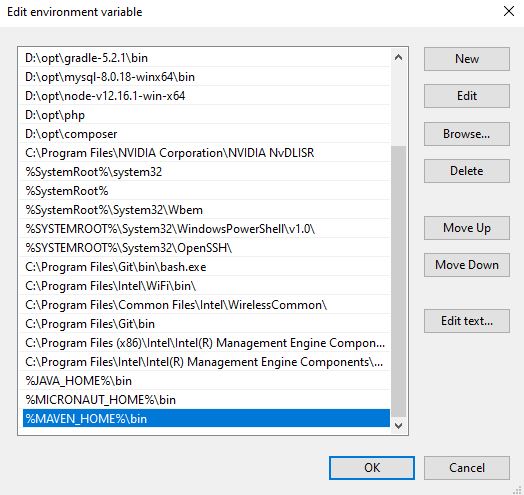 Edit environment variable
D:\opt\gradle-5.2.1\bin
D:\opt\mysql-8.0.18-winx64\bin
D:\opt\node-v12.16.1-win-x64
D:\opt\php
D:\opt\composer
C:\Program Files\NVIDIA Corporation\NVIDIA NvDLISR
%SystemRoot%\system32
%SystemRoot%
%SystemRoot%\System32\Wbem
%SYSTEMROOT%\System32\WindowsPowerShell\v1.0\
%SYSTEMROOT%\System32\OpenSSH\
C:\Program Files\Git\bin\bash.exe
C:\Program Files\Intel\WiFi\bin\
C:\Program Files\Common Files\Intel\WirelessCommon\
C:\Program Files\Git\bin
C:\Program Files (x86)\Intel\Intel(R) Management Engine Compon...
C:\Program Files\Intel\Intel(R) Management Engine Components\...
%JAVA_HOME%\bin
%MICRONAUT_HOME%\bin
%MAVEN_HOME%\bin
New
Edit
Browse...
Delete
Move Up
Move Down
Edit text...
OK
Cancel